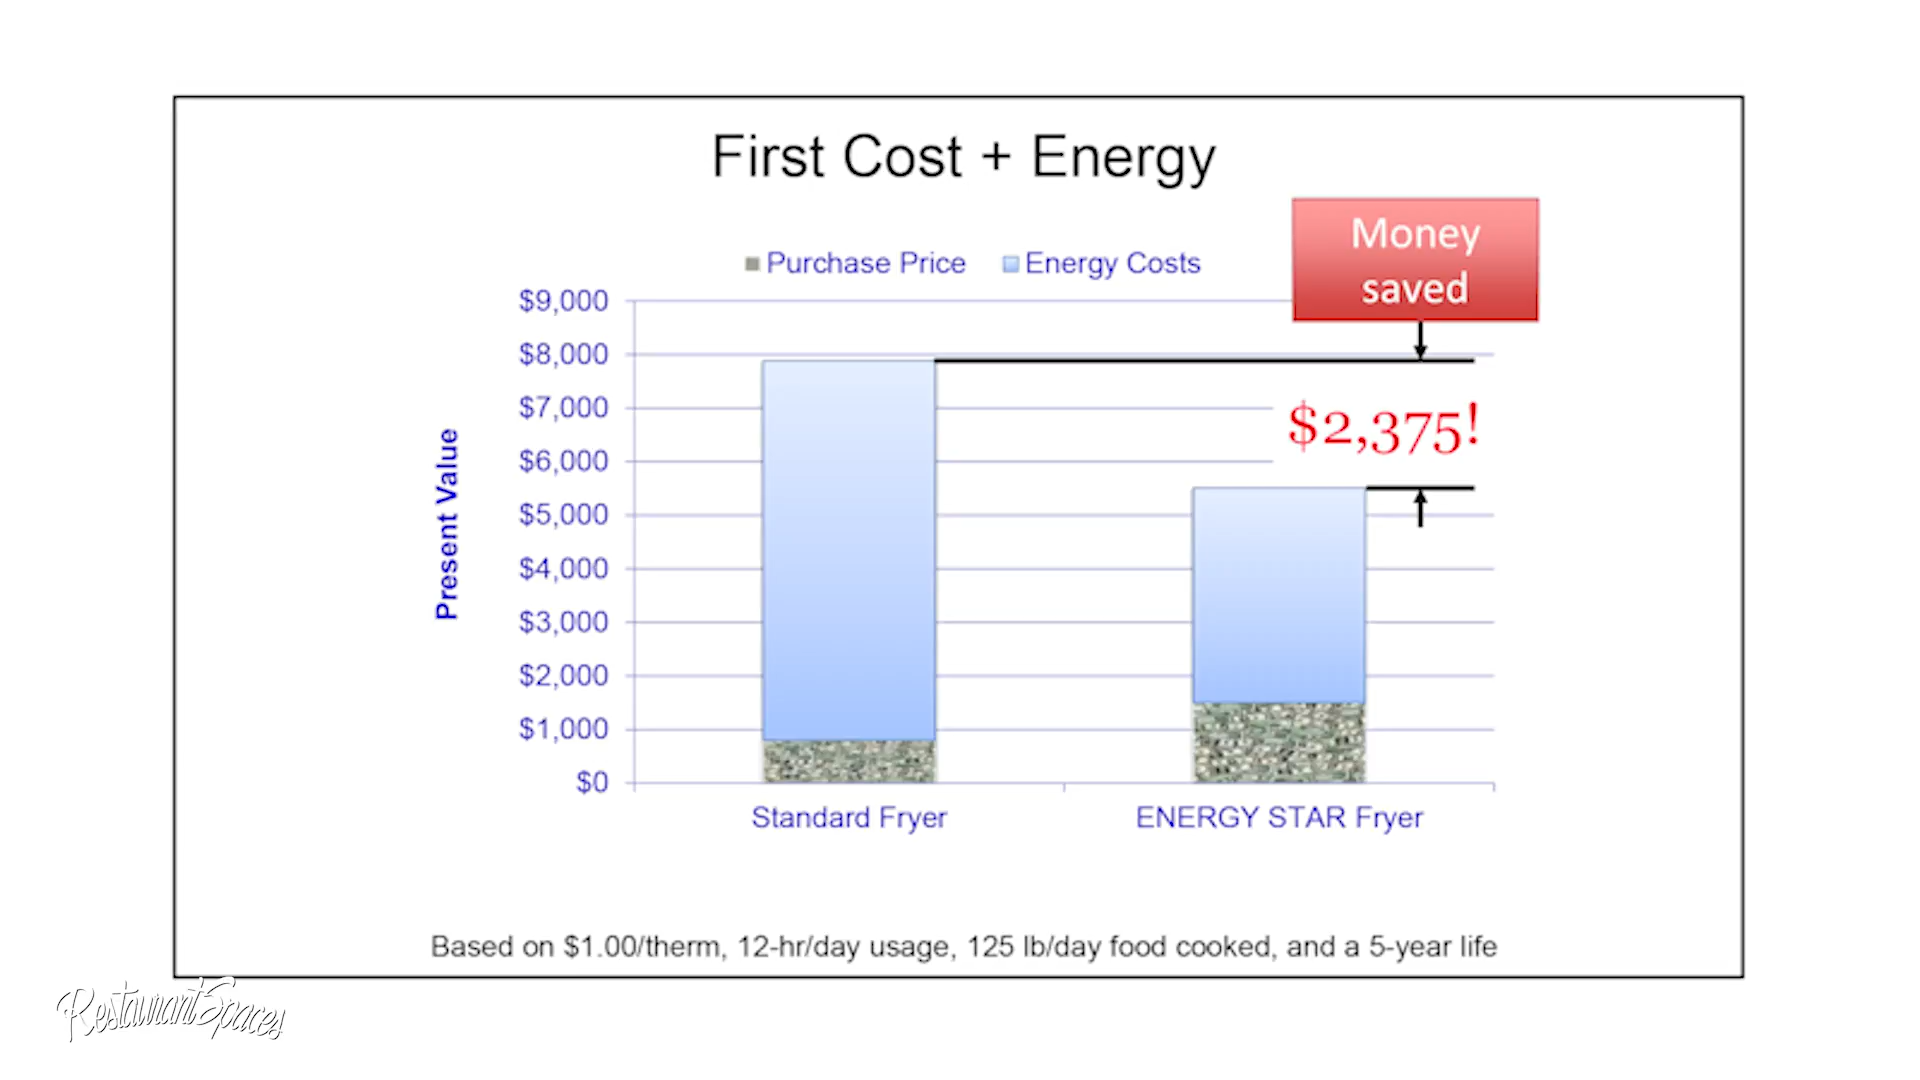 First Cost + Energy
Money
saved
Purchase Price Energy Costs
$9,000
$8,000
$7,000
$2,375!
$6,000
$5,000
$4,000
$3,000
$2,000
$1,000
$0
Present Value
Standard Fryer ENERGY STAR Fryer
Based on $1.00/therm, 12-hr/day usage, 125 lb/day food cooked, and a 5-year life
RestaurantSpaces